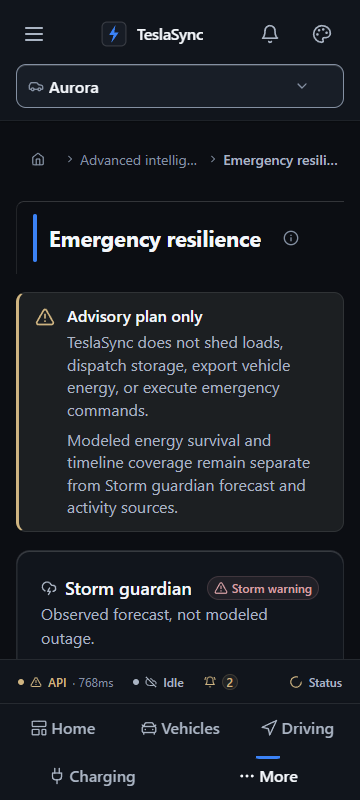 TeslaSync
Aurora
Advanced intellig... Emergency resili...
Emergency resilience
Advisory plan only
TeslaSync does not shed loads,
dispatch storage, export vehicle
energy, or execute emergency
commands.
Modeled energy survival and
timeline coverage remain separate
from Storm guardian forecast and
activity sources.
Storm guardian Storm warning
Observed forecast, not modeled
outage.
API · 768ms Idle 2 Status
Home Vehicles Driving
Charging More